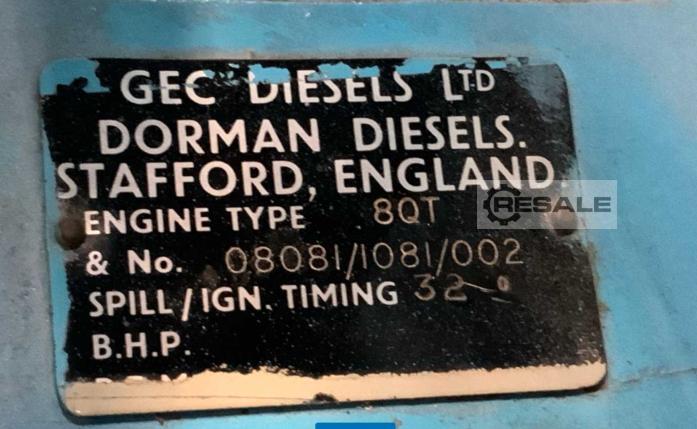 GEC DIESELS LTD
DORMAN DIESELS.
STAFFORD, ENGLAND.
RESALE
ENGINE TYPE 8QT
& No. 08081/1081/002
SPILL/IGN. TIMING 32°
B.H.P.